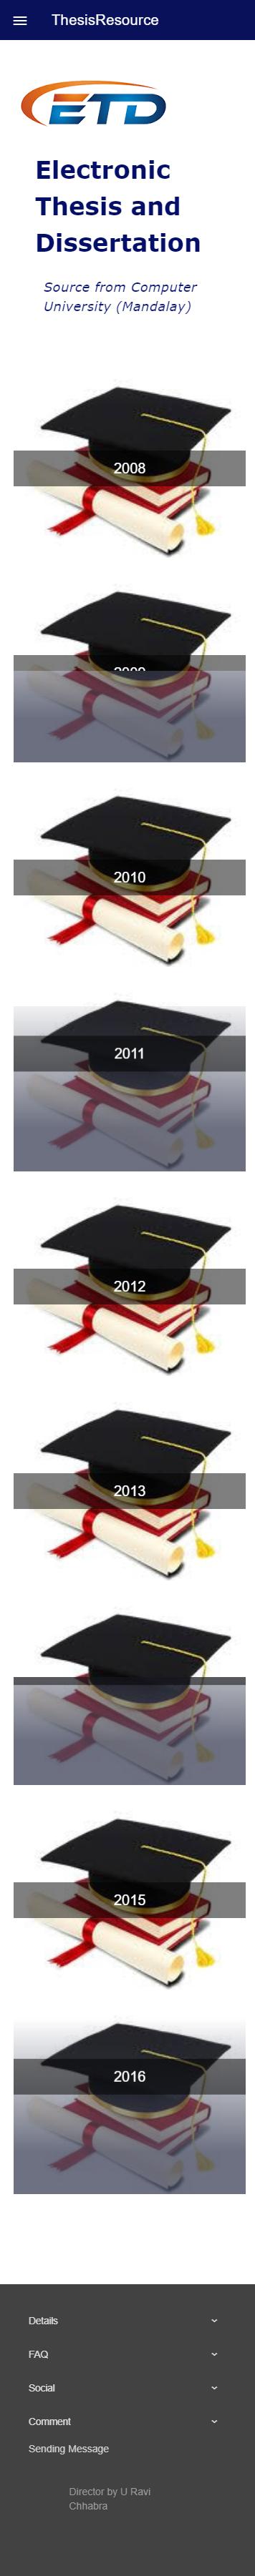 ThesisResource
ETD
Electronic
Thesis and
Dissertation
Source from Computer
University (Mandalay)
2008
2010
2011
2012
2013
2015
2016
Details
FAQ
Social
Comment
Sending Message
Director by U Ravi
Chhabra